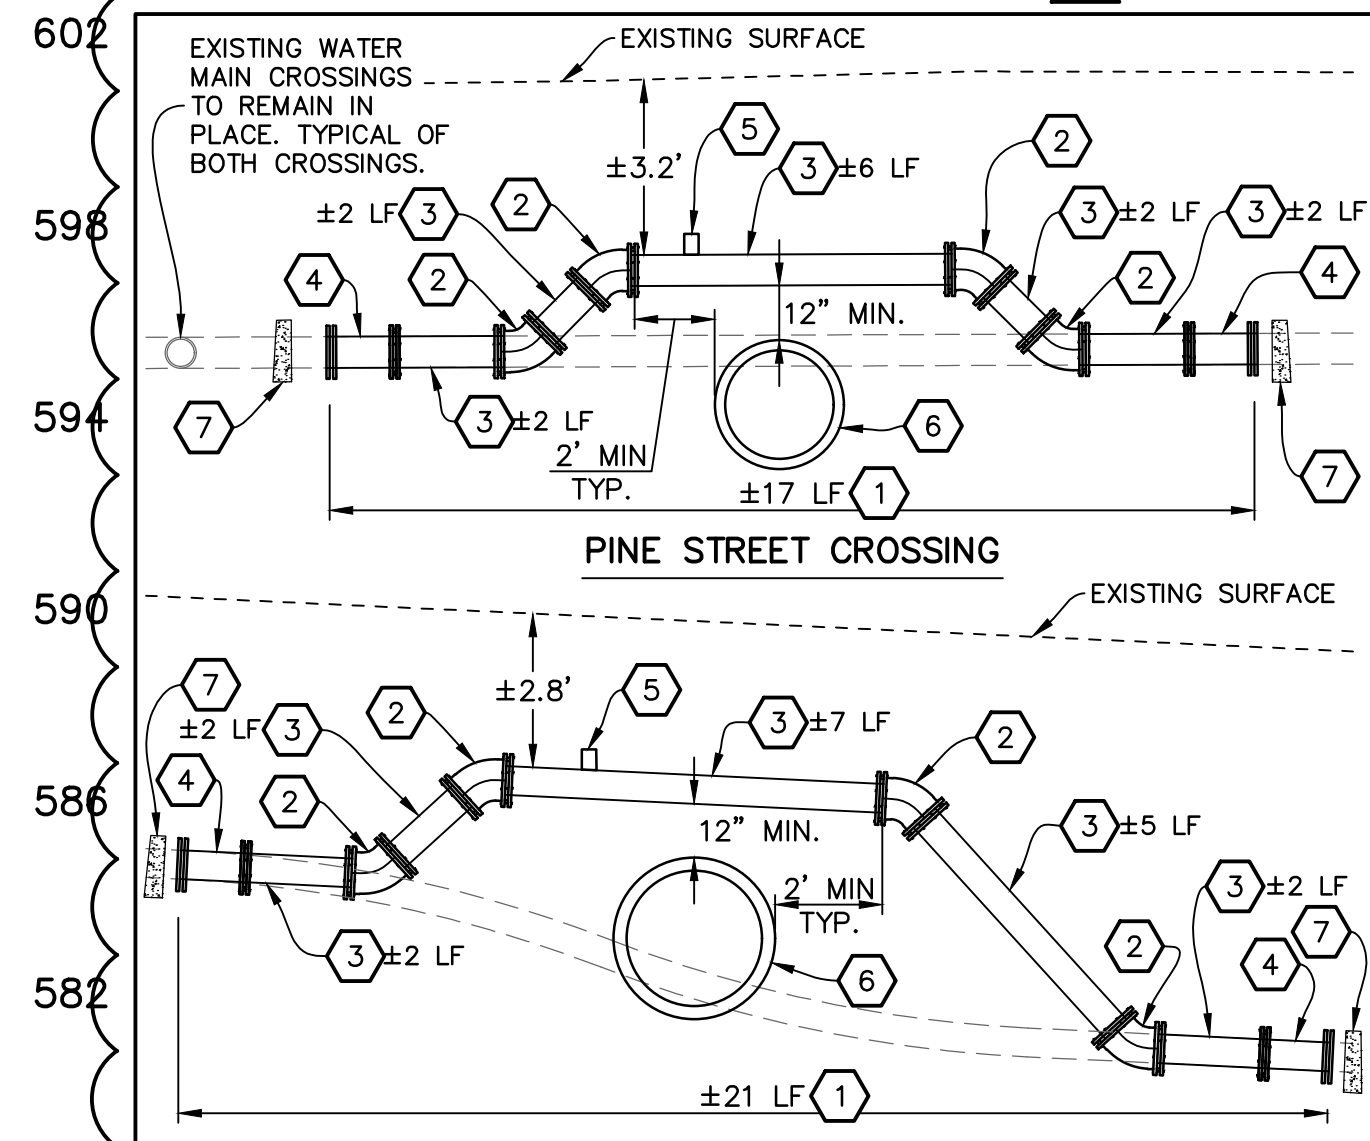 602
598
594
590
586
582
EXISTING WATER
MAIN CROSSINGS
TO REMAIN IN
PLACE. TYPICAL OF
BOTH CROSSINGS.
EXISTING SURFACE
±3.2'
5
3 ±6 LF
2
±2 LF 3
2
3 ±2 LF
3 ±2 LF
4
2
2
4
12” MIN.
7
3 ±2 LF
6
2' MIN
TYP.
±17 LF 1
7
PINE STREET CROSSING
EXISTING SURFACE
7
±2.8'
5
±2 LF 3
2
3 ±7 LF
2
4
2
12” MIN.
3 ±5 LF
2' MIN
TYP.
3 ±2 LF
3 ±2 LF
6
2
4
7
±21 LF 1